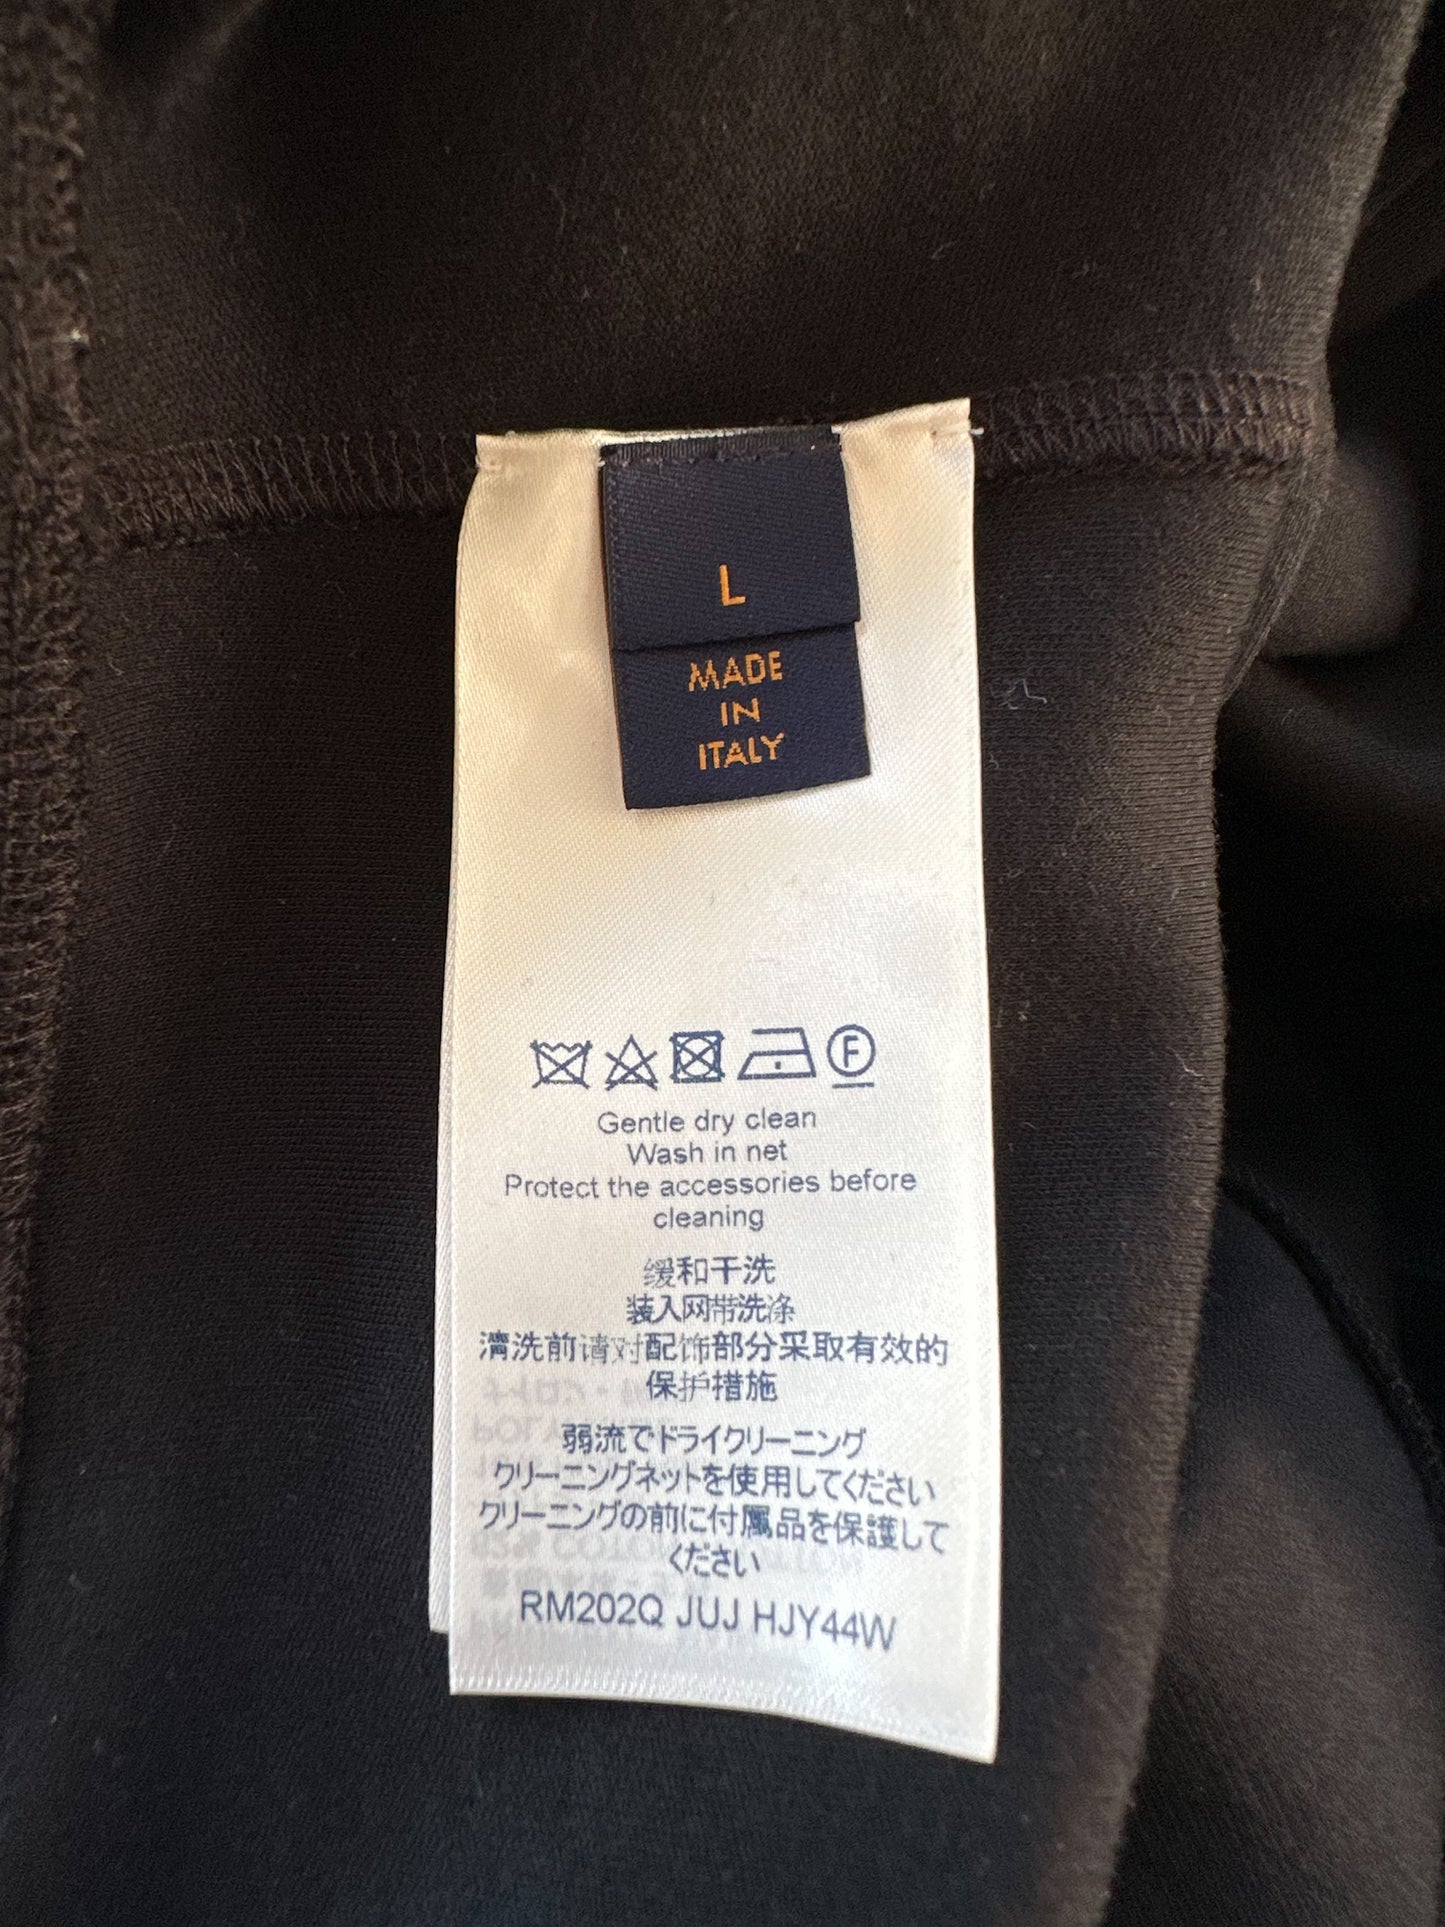 L
MADE
IN
ITALY
F
Gentle dry clean
Wash in net
Protect the accessories before
cleaning
缓和干洗
装入网带洗涤
清洗前请对配饰部分采取有效的
保护措施
弱流でドライクリーニング
クリーニングネットを使用してください
クリーニングの前に付属品を保護して
ください
RM202Q JUJ HJY44W